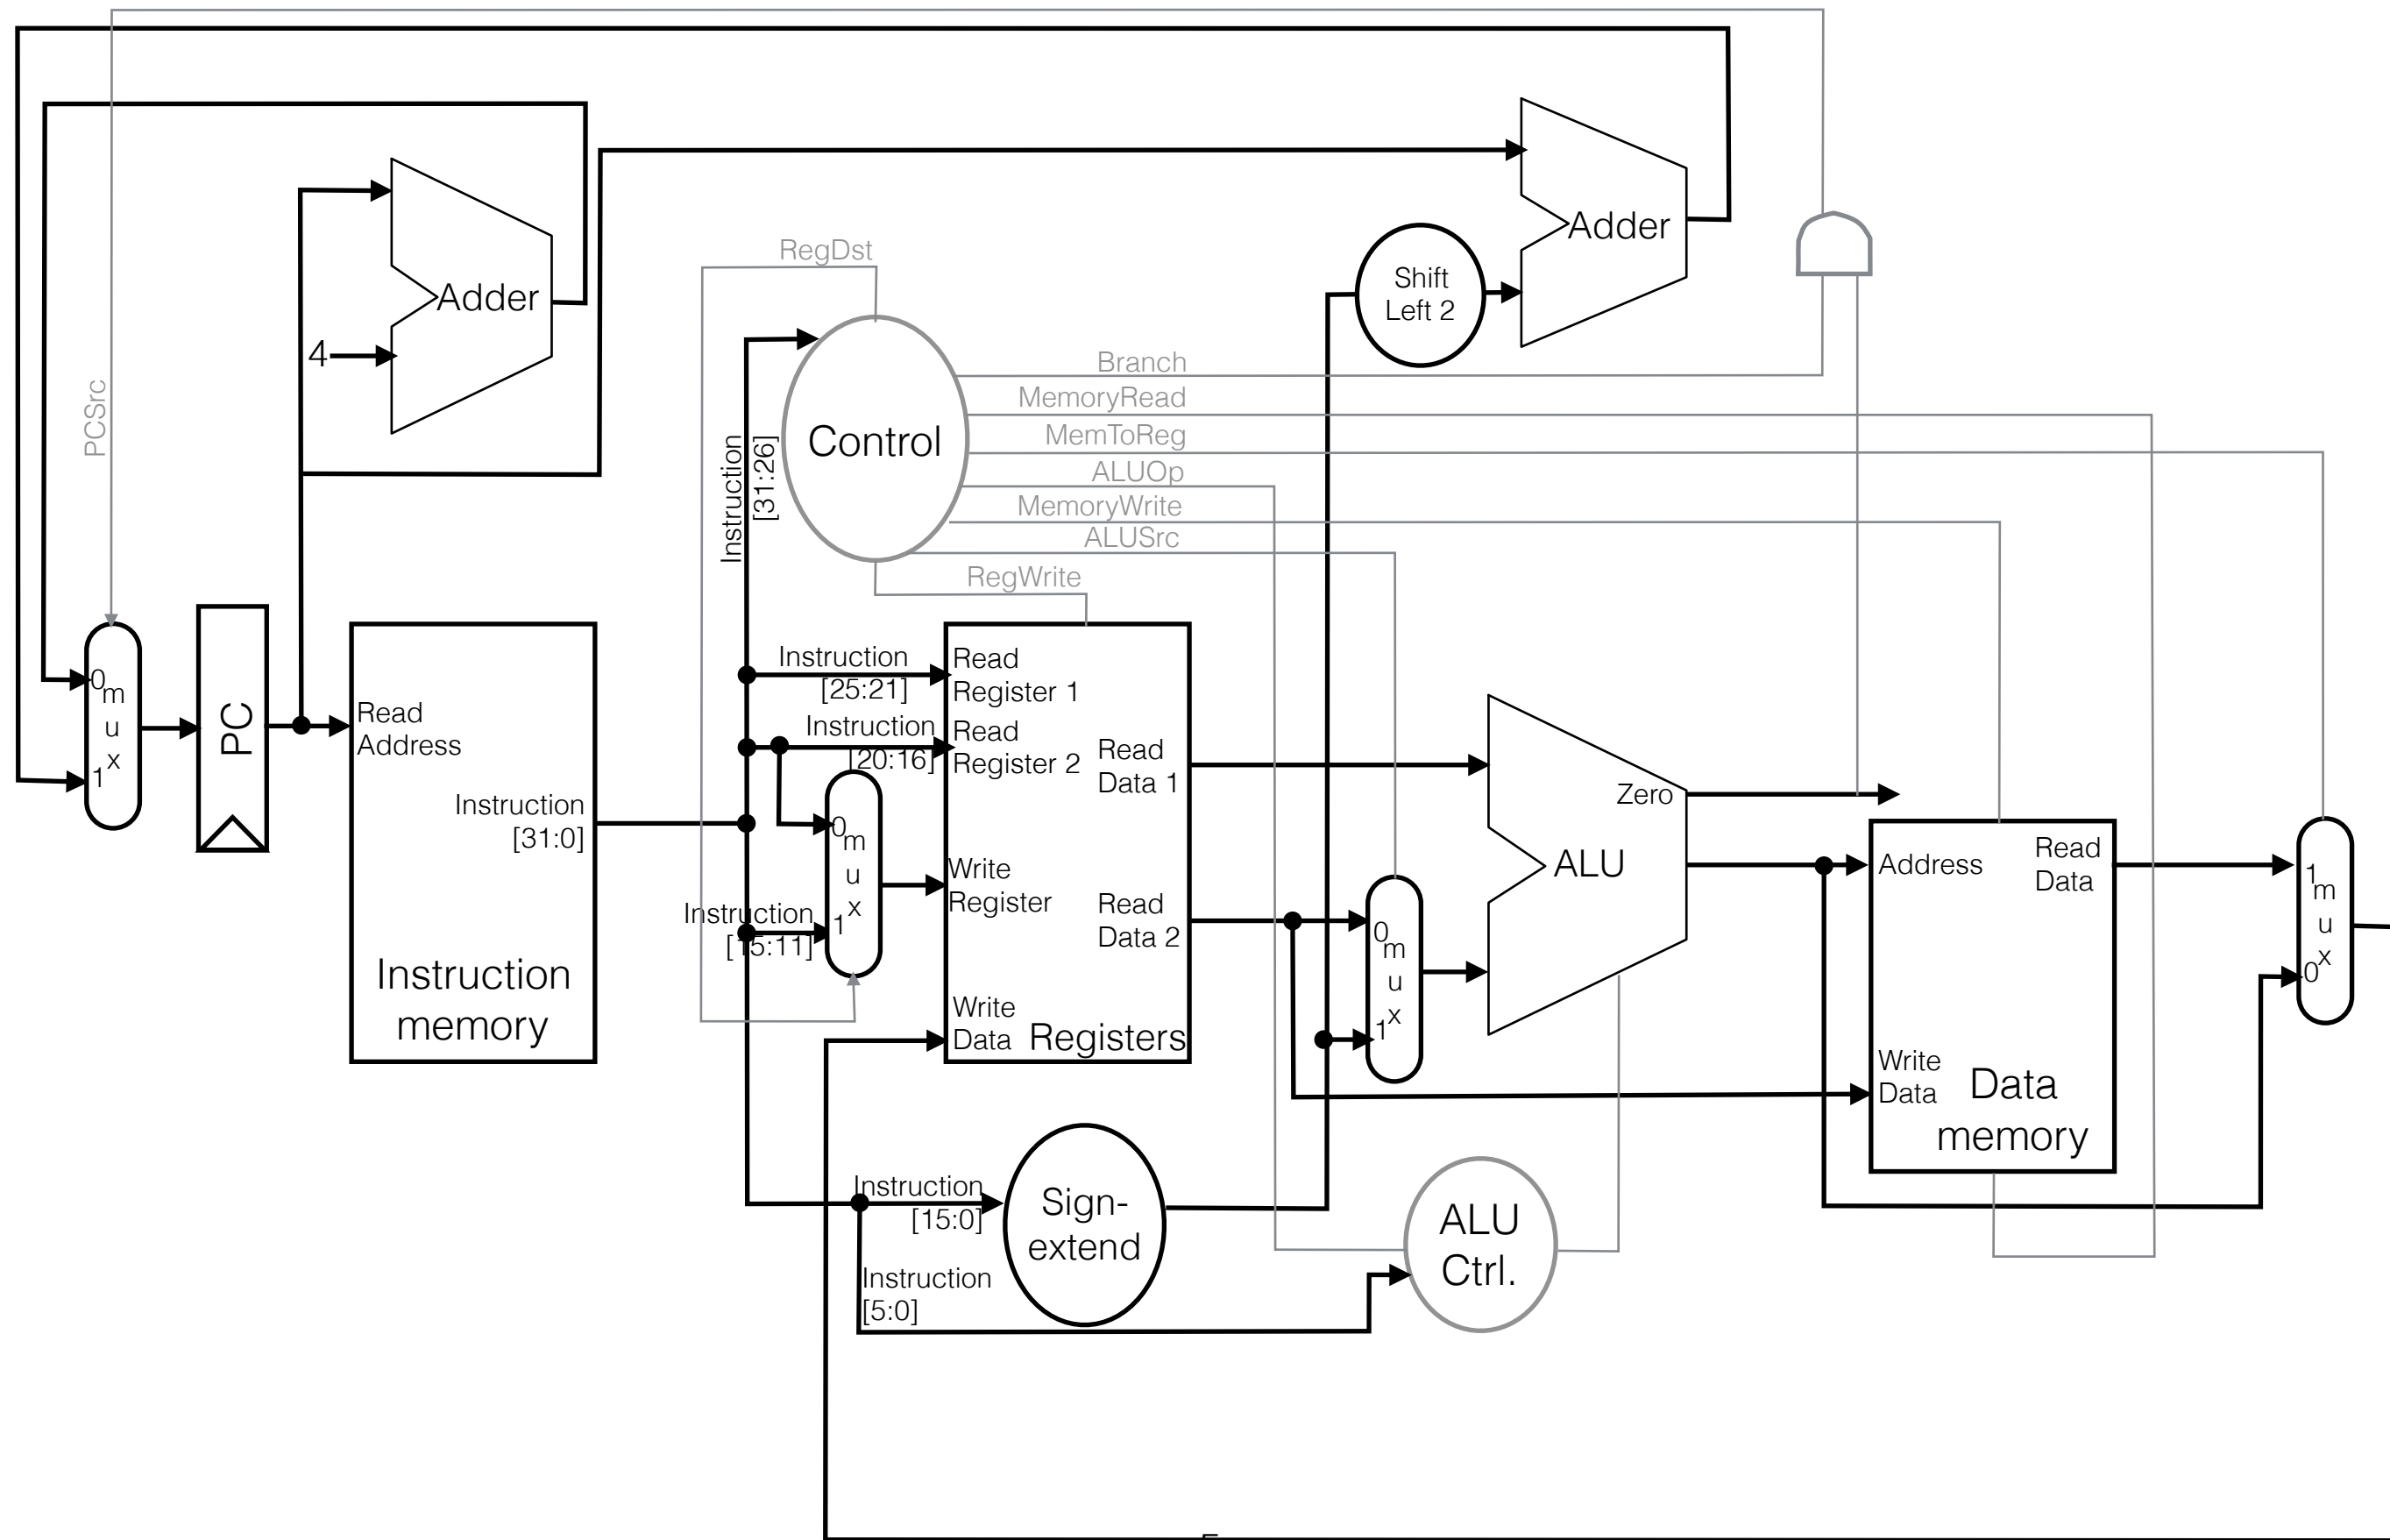 Adder
4
PCSrc
Adder
Shift
Left 2
RegDst
Control
Branch
MemoryRead
MemToReg
ALUOp
MemoryWrite
ALUSrc
RegWrite
Instruction
[31:26]
0
m
u
x
1
PC
Read
Address
Instruction
[31:0]
Instruction
memory
Instruction
[25:21]
Instruction
[20:16]
0
m
u
x
1
Instruction
[15:11]
Read
Register 1
Read
Register 2
Write
Register
Write
Data
Read
Data 1
Read
Data 2
Registers
Instruction
[15:0]
Instruction
[5:0]
Sign-
extend
0
m
u
x
1
Zero
ALU
ALU
Ctrl.
Address
Read
Data
Write
Data
Data
memory
1
m
u
x
0